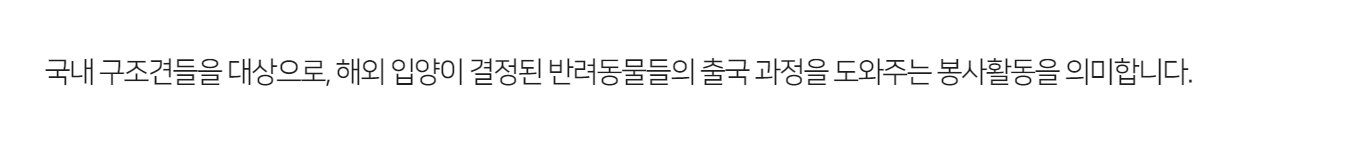 국내 구조견들을 대상으로, 해외 입양이 결정된 반려동물들의 출국 과정을 도와주는 봉사활동을 의미합니다.